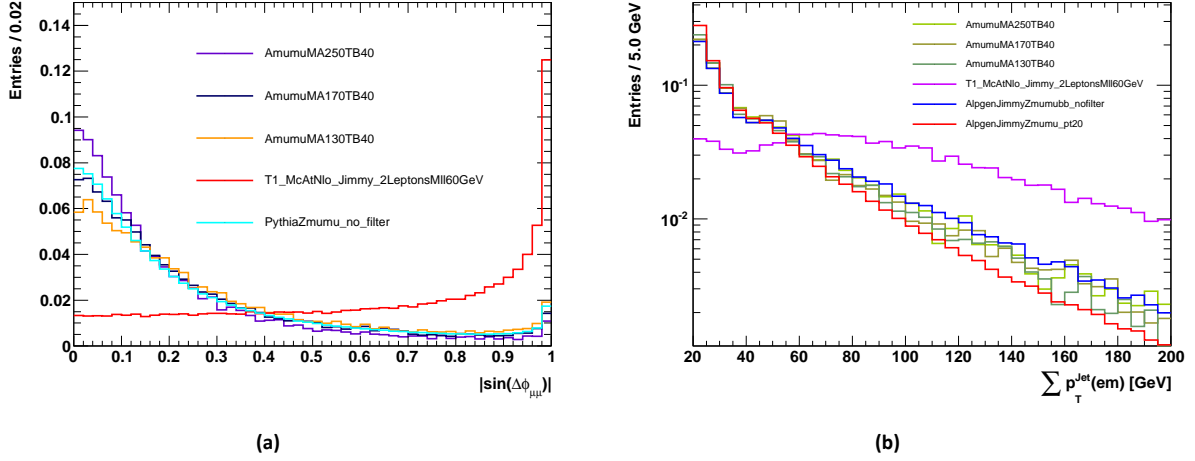 Entries / 0.02
0.14
0.12
0.1
0.08
0.06
0.04
0.02
0
AmumuMA250TB40
AmumuMA170TB40
AmumuMA130TB40
T1_McAtNlo_Jimmy_2LeptonsMll60GeV
PythiaZmumu_no_filter
0 0.1 0.2 0.3 0.4 0.5 0.6 0.7 0.8 0.9 1
|sin(Δϕμμ)|
(a)
Entries / 5.0 GeV
10-1
10-2
AmumuMA250TB40
AmumuMA170TB40
AmumuMA130TB40
T1_McAtNlo_Jimmy_2LeptonsMll60GeV
AlpgenJimmyZmumubb_nofilter
AlpgenJimmyZmumu_pt20
20 40 60 80 100 120 140 160 180 200
∑ pTJet(em) [GeV]
(b)